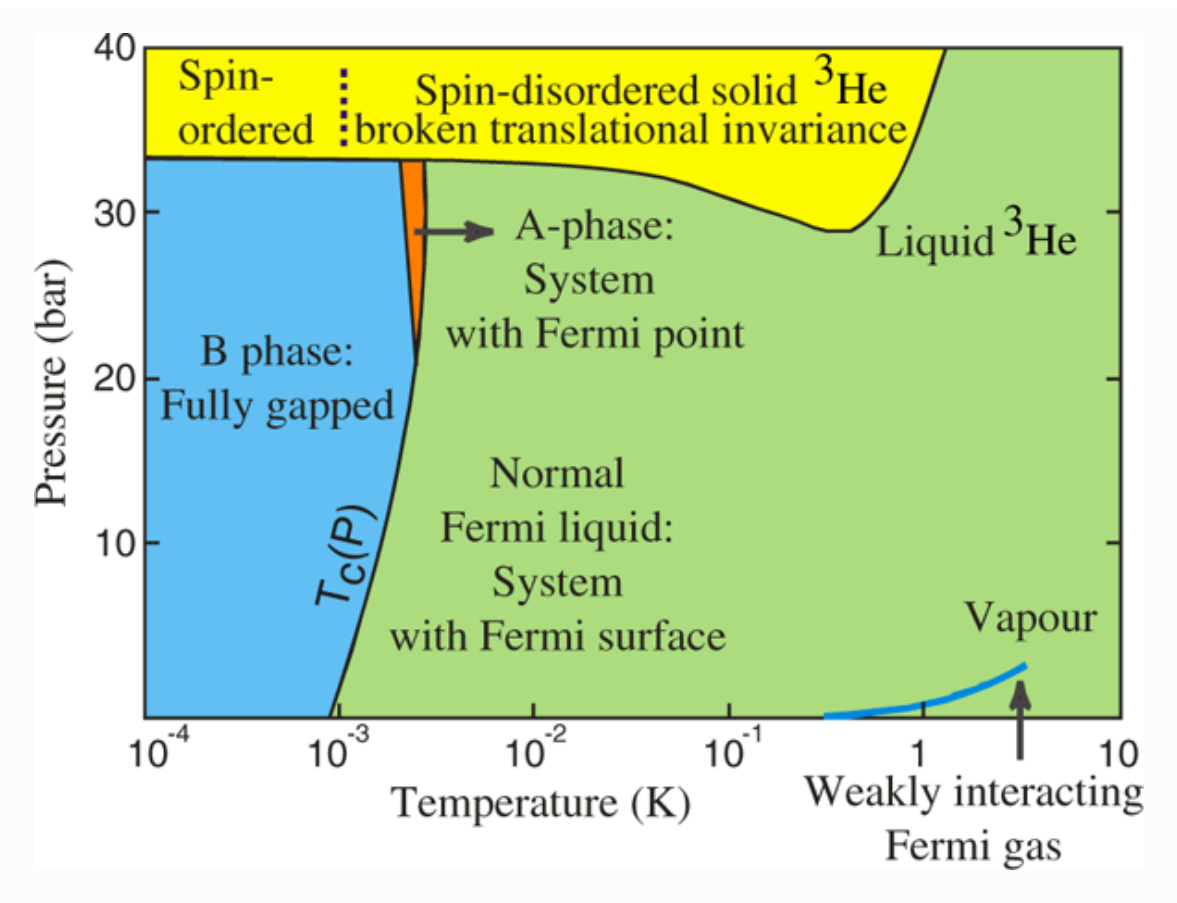 40
30
20
10
Pressure (bar)
Spin-
ordered
Spin-disordered solid ³He
broken translational invariance
A-phase:
System
with Fermi point
Liquid ³He
B phase:
Fully gapped
Tc(P)
Normal
Fermi liquid:
System
with Fermi surface
Vapour
10⁻⁴ 10⁻³ 10⁻² 10⁻¹ 1 10
Temperature (K)
Weakly interacting
Fermi gas